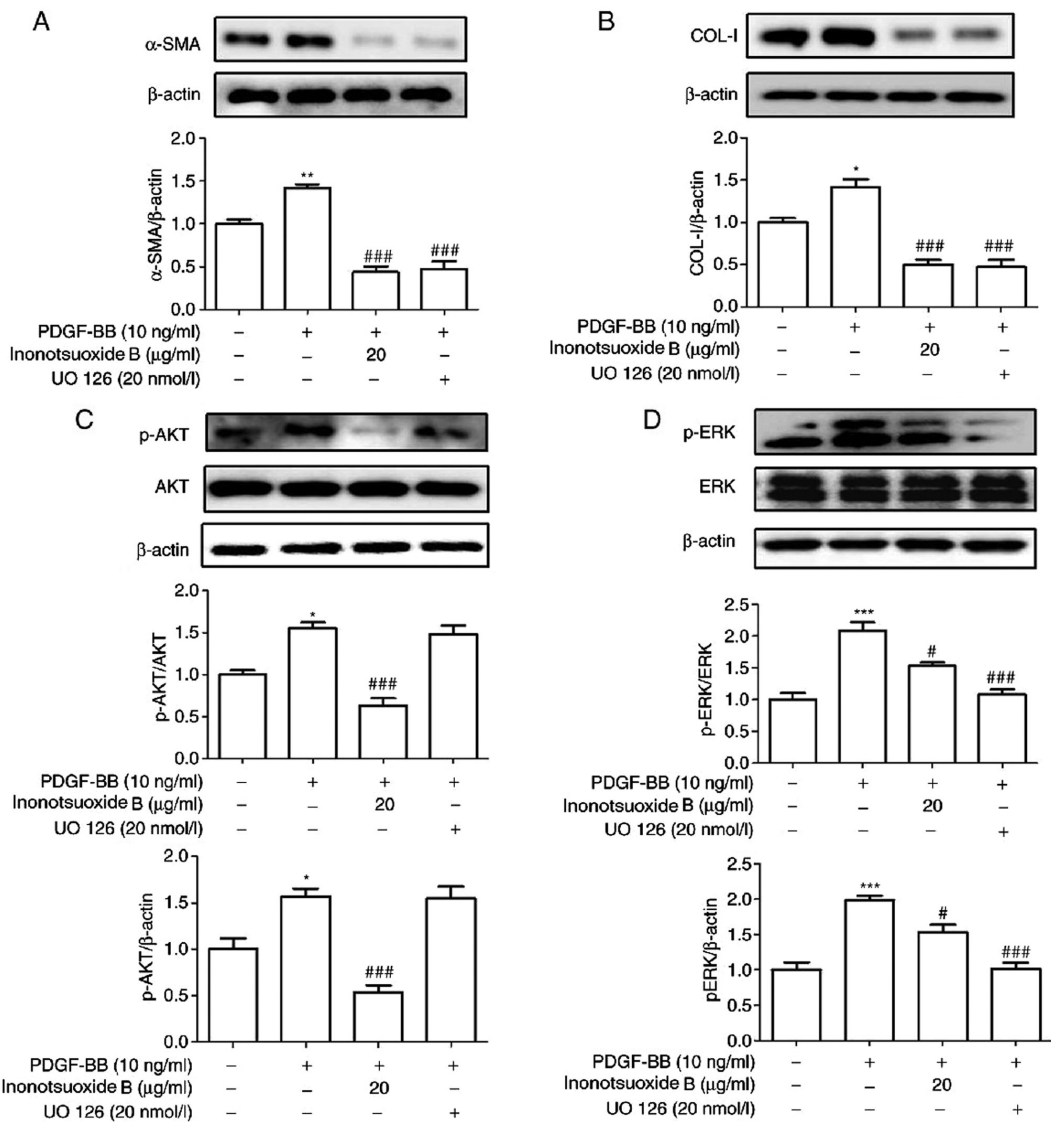 A
α-SMA
β-actin
2.0
1.5
1.0
0.5
0.0
α-SMA/β-actin
**
###
###
PDGF-BB (10 ng/ml) – + + +
Inonotsuoxide B (μg/ml) – – 20 –
UO 126 (20 nmol/l) – – – +
B
COL-I
β-actin
2.0
1.5
1.0
0.5
0.0
COL-I/β-actin
*
###
###
PDGF-BB (10 ng/ml) – + + +
Inonotsuoxide B (μg/ml) – – 20 –
UO 126 (20 nmol/l) – – – +
C
p-AKT
AKT
β-actin
2.0
1.5
1.0
0.5
0.0
p-AKT/AKT
*
###
PDGF-BB (10 ng/ml) – + + +
Inonotsuoxide B (μg/ml) – – 20 –
UO 126 (20 nmol/l) – – – +
2.0
1.5
1.0
0.5
0.0
p-AKT/β-actin
*
###
PDGF-BB (10 ng/ml) – + + +
Inonotsuoxide B (μg/ml) – – 20 –
UO 126 (20 nmol/l) – – – +
D
p-ERK
ERK
β-actin
2.5
2.0
1.5
1.0
0.5
0.0
p-ERK/ERK
***
#
###
PDGF-BB (10 ng/ml) – + + +
Inonotsuoxide B (μg/ml) – – 20 –
UO 126 (20 nmol/l) – – – +
2.5
2.0
1.5
1.0
0.5
0.0
pERK/β-actin
***
#
###
PDGF-BB (10 ng/ml) – + + +
Inonotsuoxide B (μg/ml) – – 20 –
UO 126 (20 nmol/l) – – – +